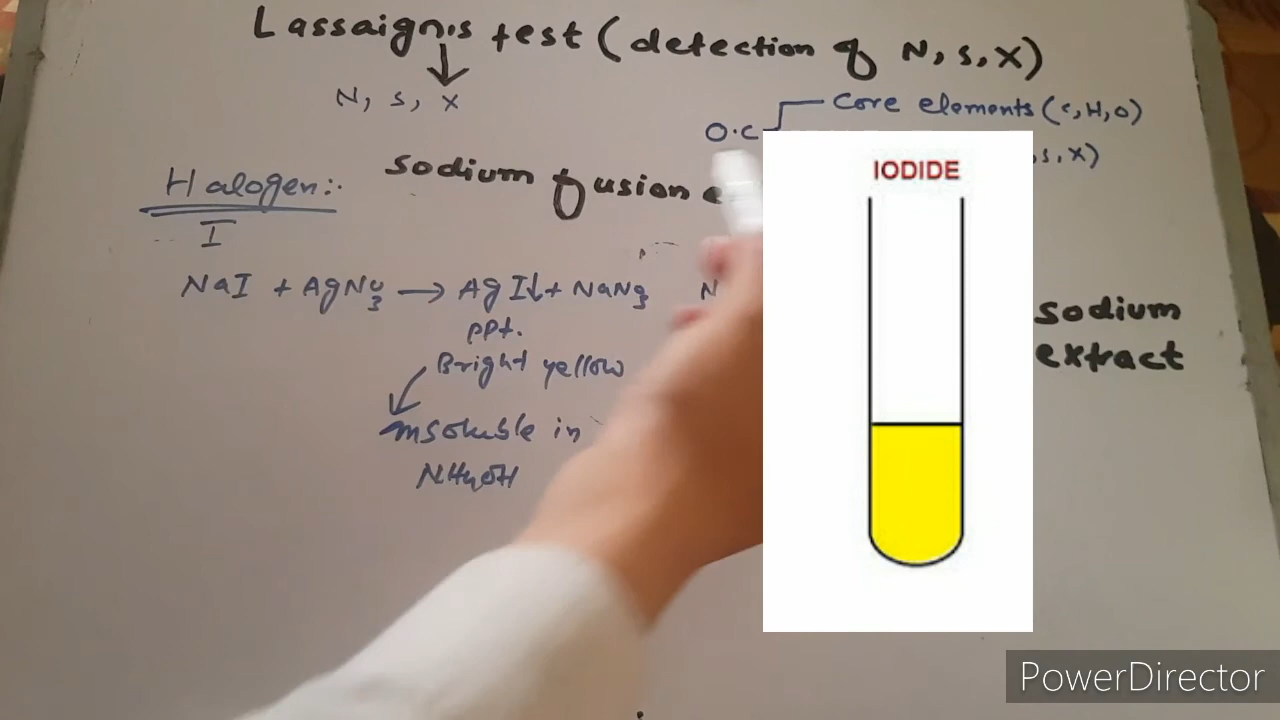 Lassaignis test (detection of N, S, X)
N, S, X
Core elements (C, H, O)
O.C
,S, X)
Halogen:-
Sodium fusion e
I
NaI + AgNO3 → AgI↓ + NaNO3
N
ppt.
Bright yellow
Insoluble in
NH4OH
IODIDE
Sodium
extract
PowerDirector